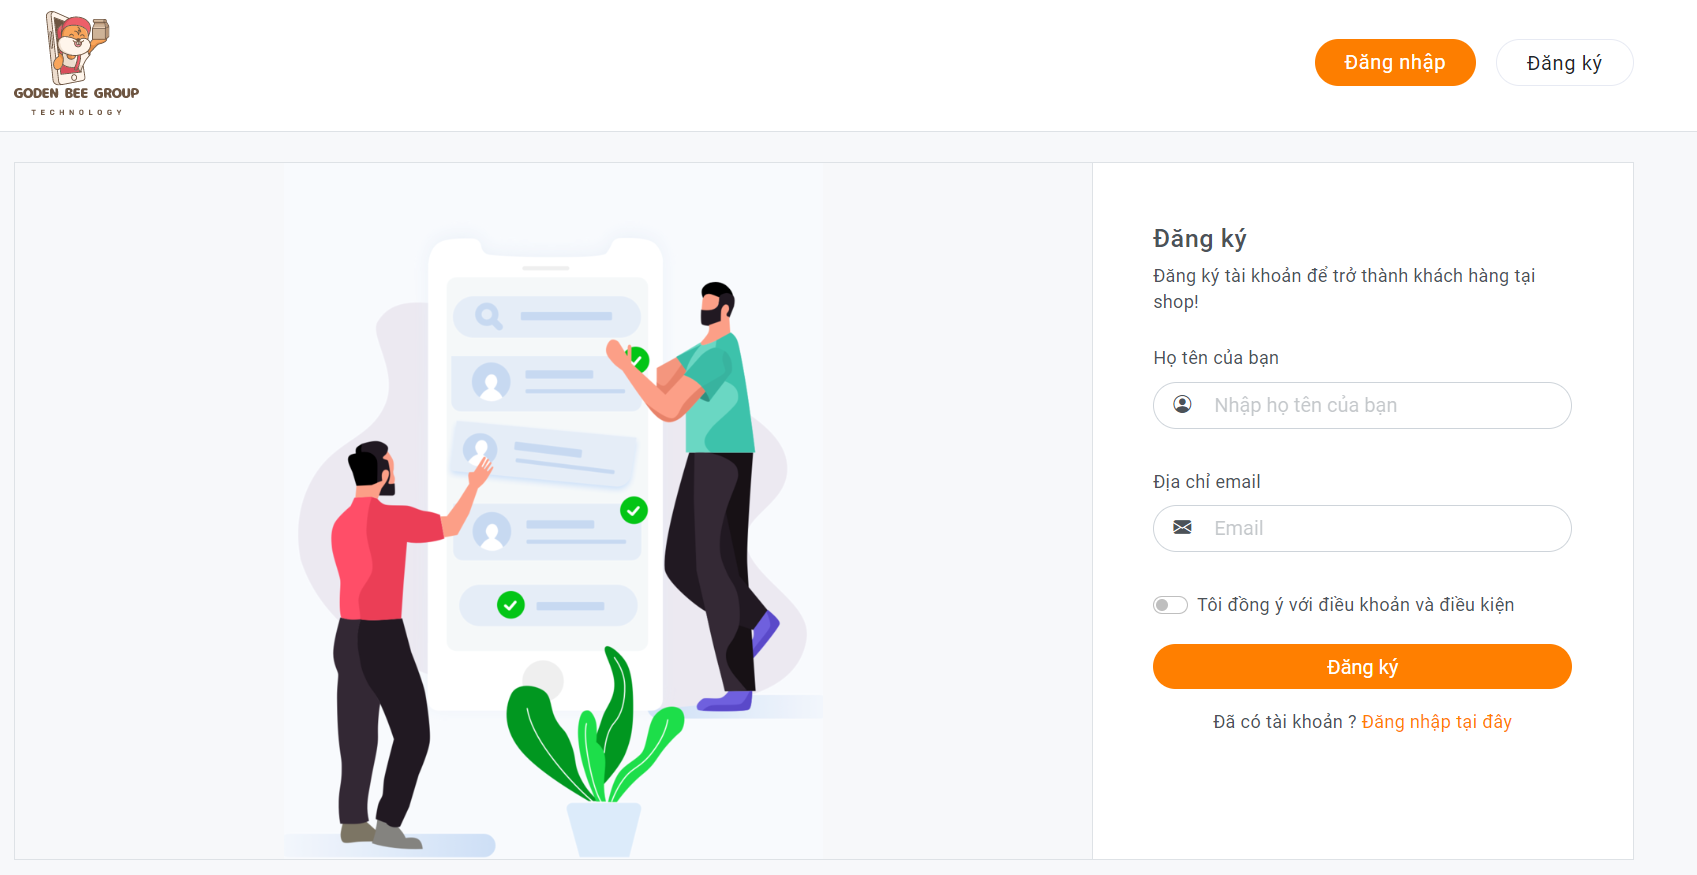 GODEN BEE GROUP
TECHNOLOGY
Đăng nhập
Đăng ký
Đăng ký
Đăng ký tài khoản để trở thành khách hàng tại
shop!
Họ tên của bạn
Nhập họ tên của bạn
Địa chỉ email
Email
Tôi đồng ý với điều khoản và điều kiện
Đăng ký
Đã có tài khoản ? Đăng nhập tại đây